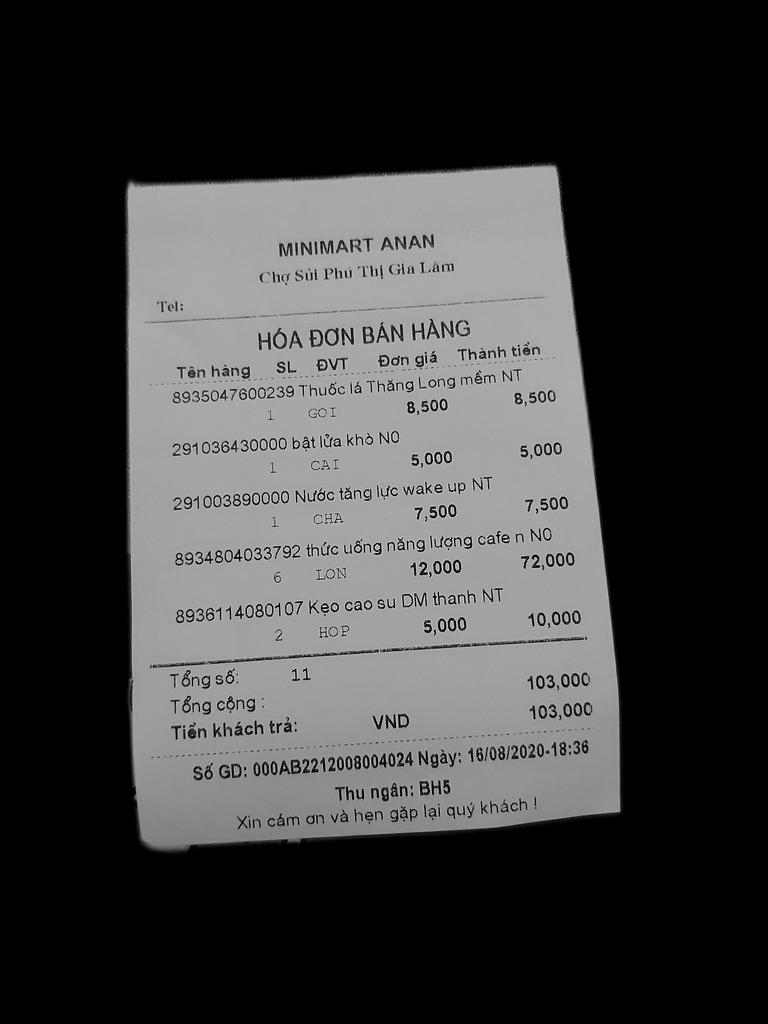 MINIMART ANAN
Chợ Sủi Phú Thị Gia Lâm
Tel:
HÓA ĐƠN BÁN HÀNG
Tên hàng SL ĐVT Đơn giá Thành tiền
8935047600239 Thuốc lá Thăng Long mềm NT
1 GOI 8,500 8,500
291036430000 bật lửa khò N0
1 CAI 5,000 5,000
291003890000 Nước tăng lực wake up NT
1 CHA 7,500 7,500
8934804033792 thức uống năng lượng cafe n N0
6 LON 12,000 72,000
8936114080107 Kẹo cao su DM thanh NT
2 HOP 5,000 10,000
Tổng số: 11
Tổng cộng : 103,000
Tiền khách trả: VND 103,000
Số GD: 000AB2212008004024 Ngày: 16/08/2020-18:36
Thu ngân: BH5
Xin cám ơn và hẹn gặp lại quý khách !